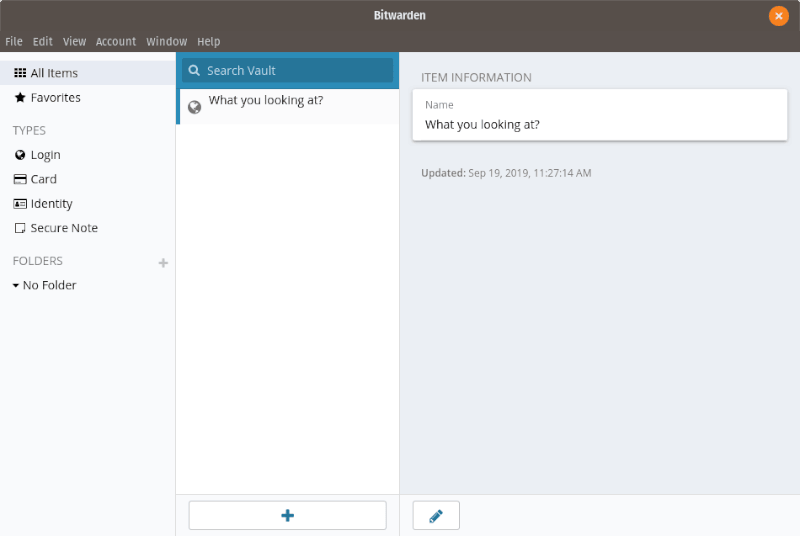 Bitwarden
File Edit View Account Window Help
All Items
Favorites
TYPES
Login
Card
Identity
Secure Note
FOLDERS
No Folder
Search Vault
What you looking at?
ITEM INFORMATION
Name
What you looking at?
Updated: Sep 19, 2019, 11:27:14 AM